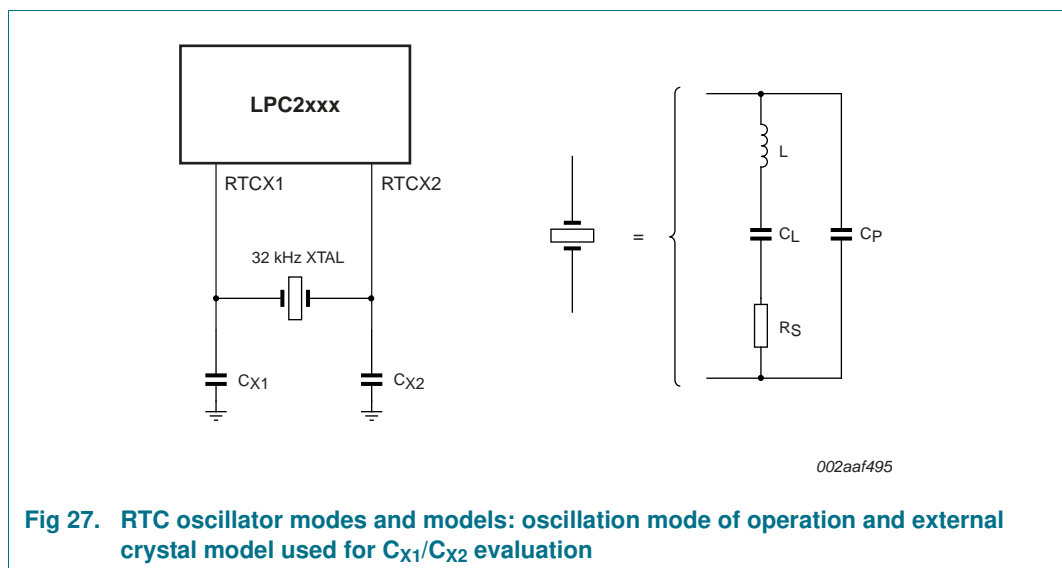 LPC2xxx
RTCX1
RTCX2
32 kHz XTAL
CX1
CX2
=
L
CL
CP
RS
002aaf495
Fig 27. RTC oscillator modes and models: oscillation mode of operation and external
crystal model used for CX1/CX2 evaluation